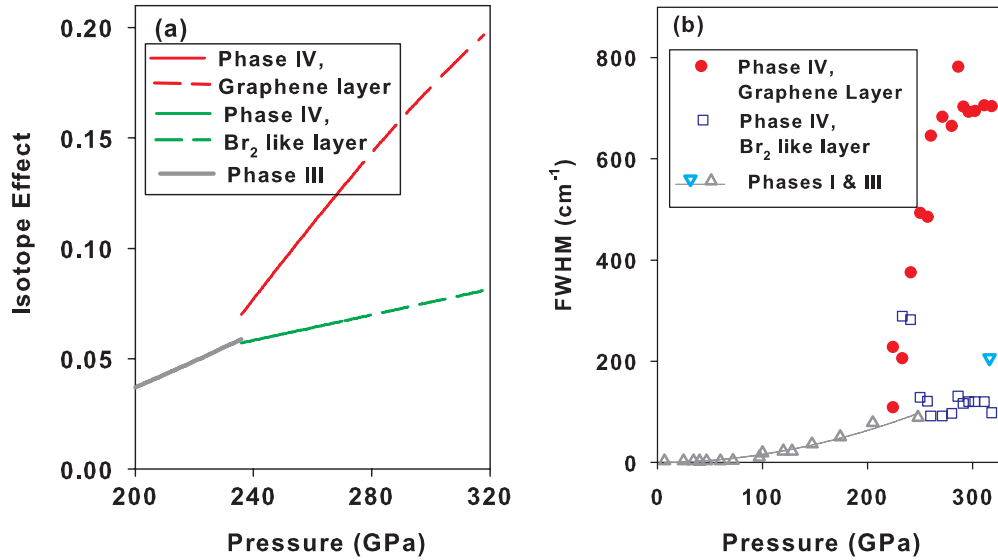 (a)
Phase IV,
Graphene layer
Phase IV,
Br2 like layer
Phase III
0.20
0.15
0.10
0.05
0.00
Isotope Effect
200
240
280
320
Pressure (GPa)
(b)
Phase IV,
Graphene Layer
Phase IV,
Br2 like layer
Phases I & III
800
600
400
200
0
FWHM (cm-1)
0
100
200
300
Pressure (GPa)